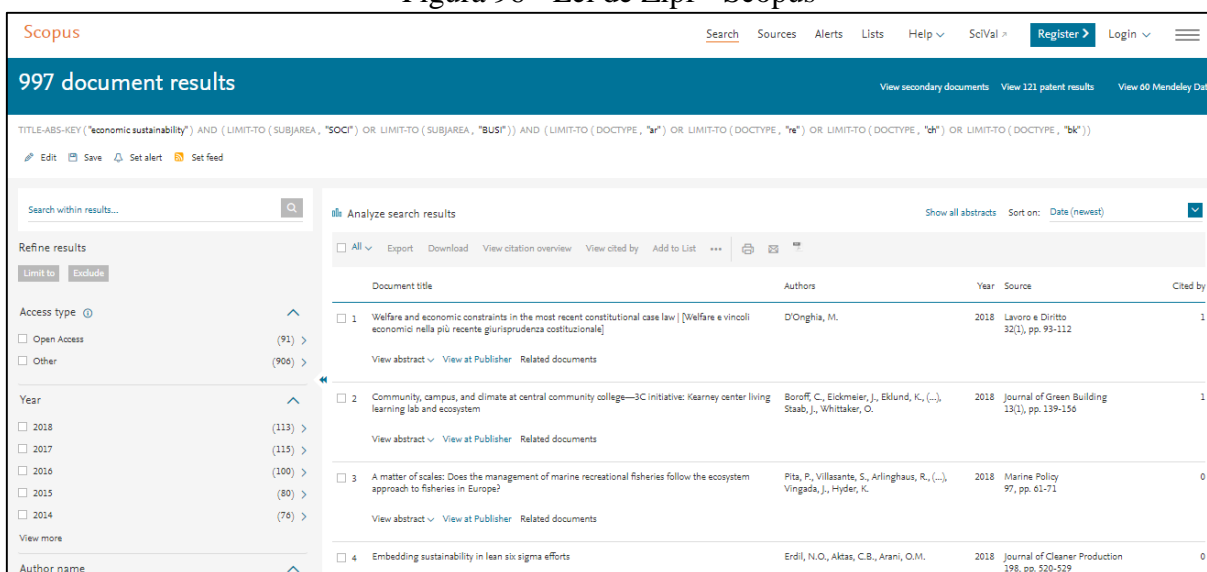 Scopus
Search Sources Alerts Lists Help SciVal Register Login
997 document results
View secondary documents View 121 patent results View 60 Mendeley Dat
TITLE-ABS-KEY ( "economic sustainability" ) AND ( LIMIT-TO ( SUBJAREA , "SOCI" ) OR LIMIT-TO ( SUBJAREA , "BUSI" ) ) AND ( LIMIT-TO ( DOCTYPE , "ar" ) OR LIMIT-TO ( DOCTYPE , "re" ) OR LIMIT-TO ( DOCTYPE , "ch" ) OR LIMIT-TO ( DOCTYPE , "bk" ) )
Edit Save Set alert Set feed
Search within results...
Refine results
Limit to Exclude
Access type
Open Access (91)
Other (906)
Year
2018 (113)
2017 (115)
2016 (100)
2015 (80)
2014 (76)
View more
Author name
Analyze search results
Show all abstracts Sort on: Date (newest)
All Export Download View citation overview View cited by Add to List •••
Document title Authors Year Source Cited by
1 Welfare and economic constraints in the most recent constitutional case law | [Welfare e vincoli D'Onghia, M. 2018 Lavoro e Diritto 1
economici nella più recente giurisprudenza costituzionale] 32(1), pp. 93-112
View abstract View at Publisher Related documents
2 Community, campus, and climate at central community college—3C initiative: Kearney center living Boroff, C., Eickmeier, J., Eklund, K., (...), 2018 Journal of Green Building 1
learning lab and ecosystem Staab, J., Whittaker, O. 13(1), pp. 139-156
View abstract View at Publisher Related documents
3 A matter of scales: Does the management of marine recreational fisheries follow the ecosystem Pita, P., Villasante, S., Arlinghaus, R., (...), 2018 Marine Policy 0
approach to fisheries in Europe? Vingada, J., Hyder, K. 97, pp. 61-71
View abstract View at Publisher Related documents
4 Embedding sustainability in lean six sigma efforts Erdil, N.O., Aktas, C.B., Arani, O.M. 2018 Journal of Cleaner Production 0
198, pp. 520-529